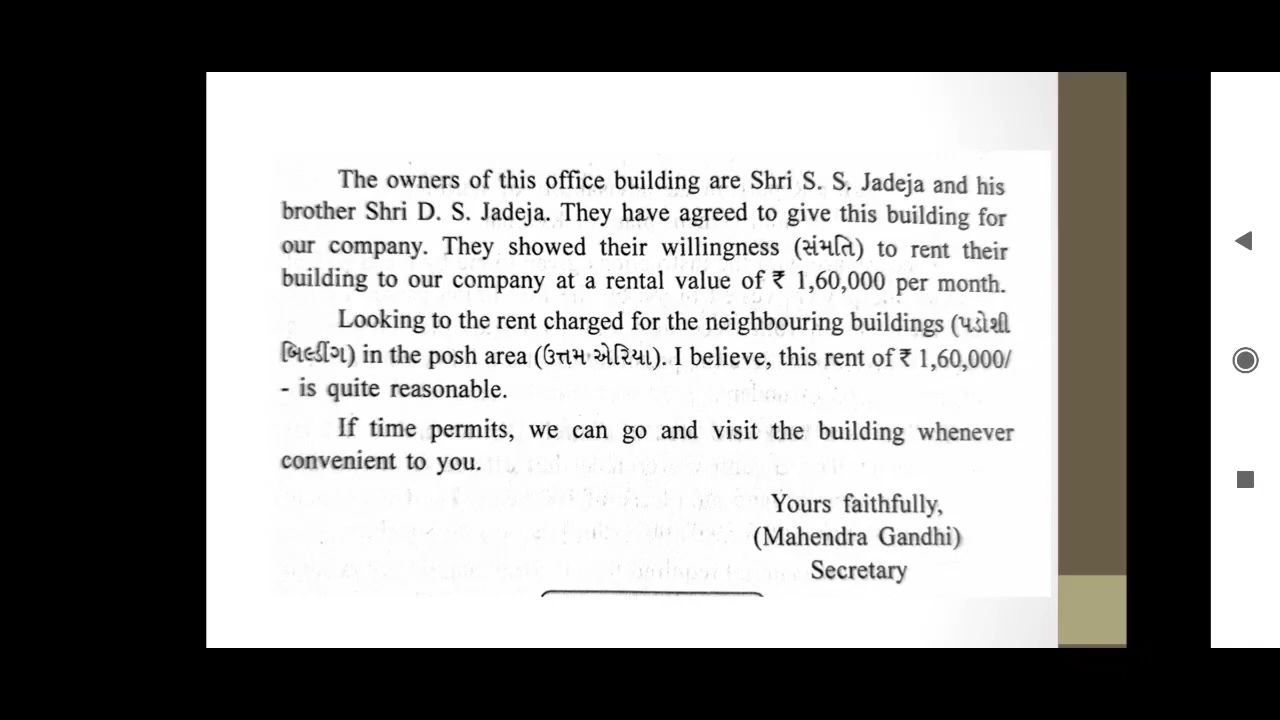 The owners of this office building are Shri S. S. Jadeja and his
brother Shri D. S. Jadeja. They have agreed to give this building for
our company. They showed their willingness (સંમતિ) to rent their
building to our company at a rental value of ₹ 1,60,000 per month.
Looking to the rent charged for the neighbouring buildings (પડોશી
બિલ્ડીંગ) in the posh area (ઉત્તમ એરિયા). I believe, this rent of ₹ 1,60,000/
- is quite reasonable.
If time permits, we can go and visit the building whenever
convenient to you.
Yours faithfully,
(Mahendra Gandhi)
Secretary